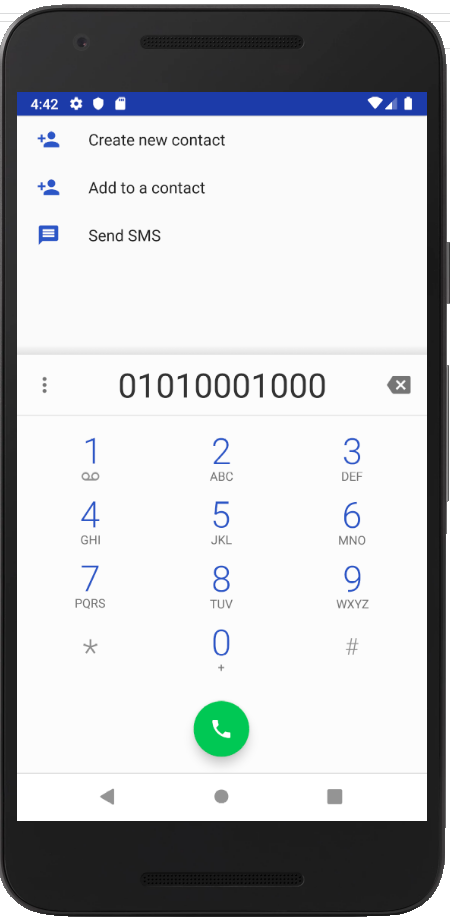 4:42
Create new contact
Add to a contact
Send SMS
01010001000
1 2 3
ABC DEF
4 5 6
GHI JKL MNO
7 8 9
PQRS TUV WXYZ
* 0 #
+